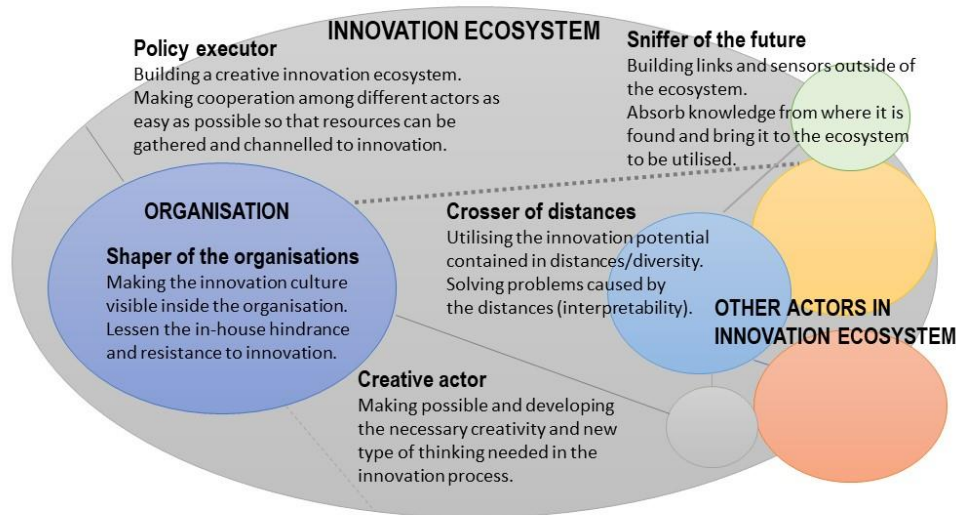 INNOVATION ECOSYSTEM
Policy executor
Building a creative innovation ecosystem.
Making cooperation among different actors as
easy as possible so that resources can be
gathered and channelled to innovation.
Sniffer of the future
Building links and sensors outside of
the ecosystem.
Absorb knowledge from where it is
found and bring it to the ecosystem
to be utilised.
ORGANISATION
Shaper of the organisations
Making the innovation culture
visible inside the organisation.
Lessen the in-house hindrance
and resistance to innovation.
Crosser of distances
Utilising the innovation potential
contained in distances/diversity.
Solving problems caused by
the distances (interpretability).
OTHER ACTORS IN
INNOVATION ECOSYSTEM
Creative actor
Making possible and developing
the necessary creativity and new
type of thinking needed in the
innovation process.